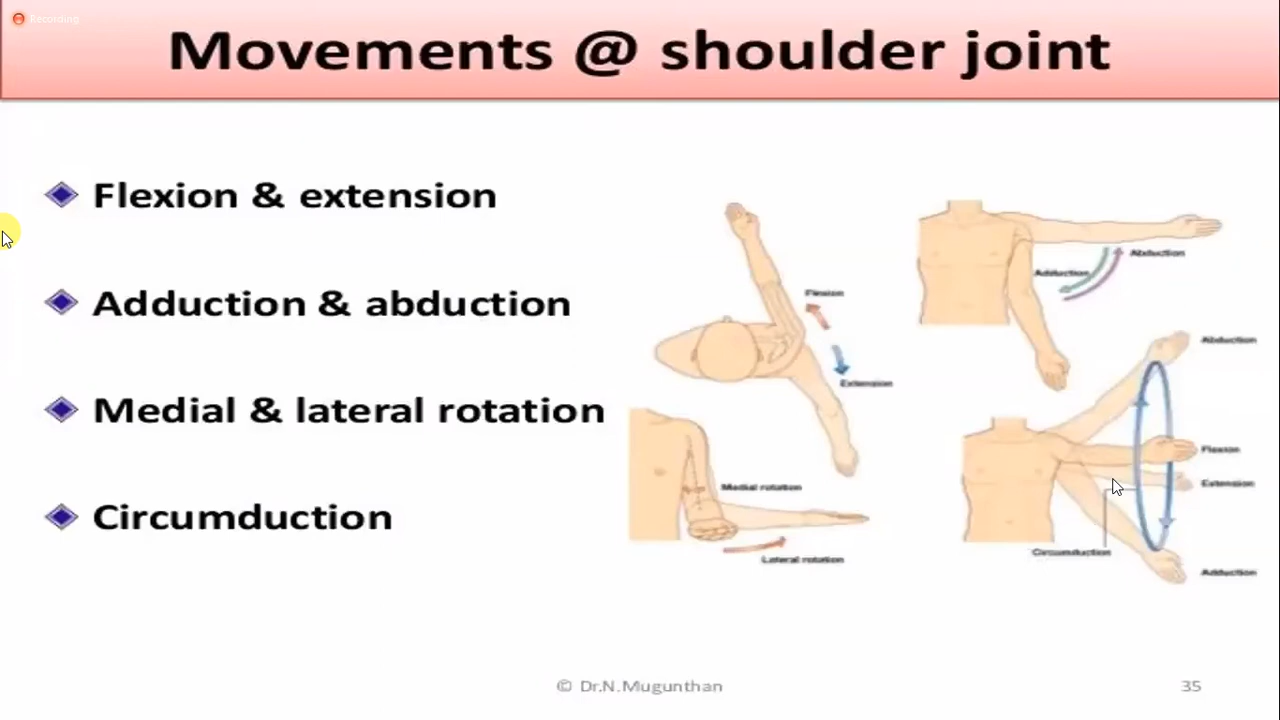 Recording
Movements @ shoulder joint
Flexion & extension
Adduction & abduction
Medial & lateral rotation
Circumduction
Flexion
Extension
Adduction
Abduction
Medial rotation
Lateral rotation
Abduction
Flexion
Extension
Circumduction
Adduction
© Dr.N.Mugunthan
35